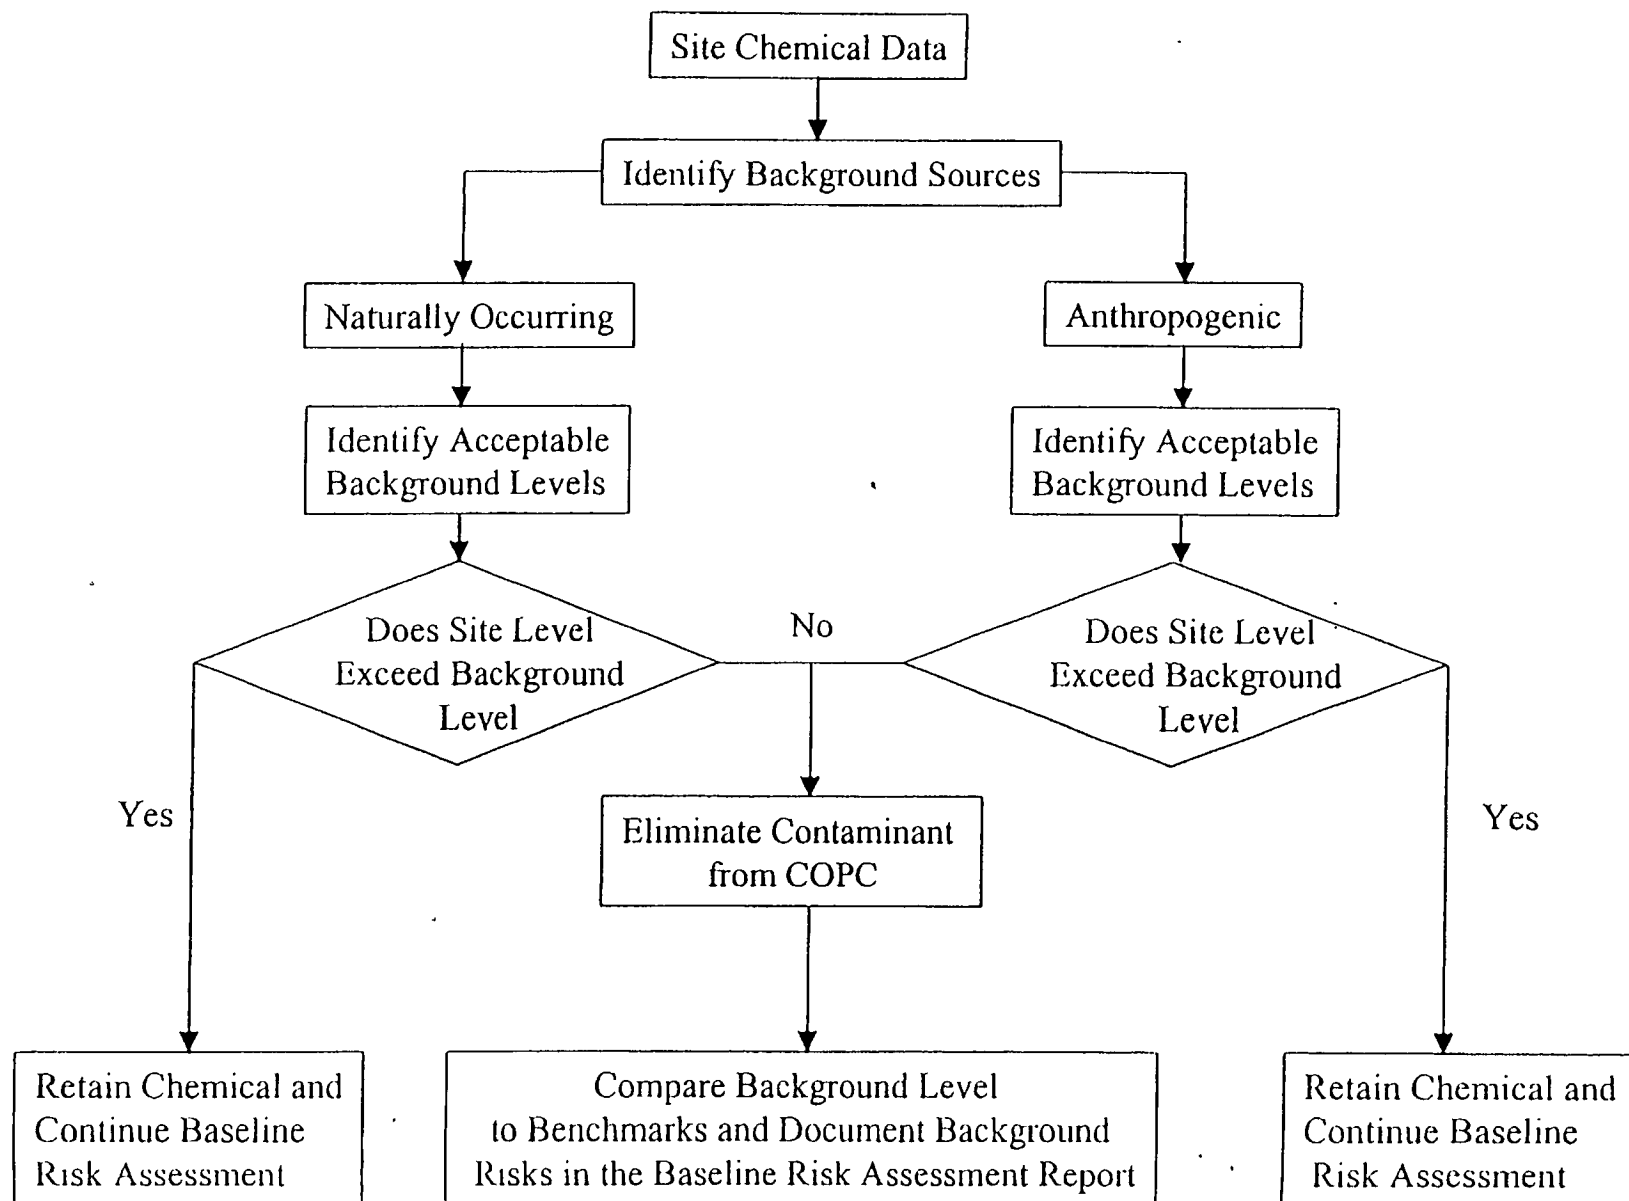 Site Chemical Data
Identify Background Sources
Naturally Occurring
Anthropogenic
Identify Acceptable
Background Levels
Identify Acceptable
Background Levels
Does Site Level
Exceed Background
Level
No
Does Site Level
Exceed Background
Level
Yes
Eliminate Contaminant
from COPC
Yes
Retain Chemical and
Continue Baseline
Risk Assessment
Compare Background Level
to Benchmarks and Document Background
Risks in the Baseline Risk Assessment Report
Retain Chemical and
Continue Baseline
Risk Assessment